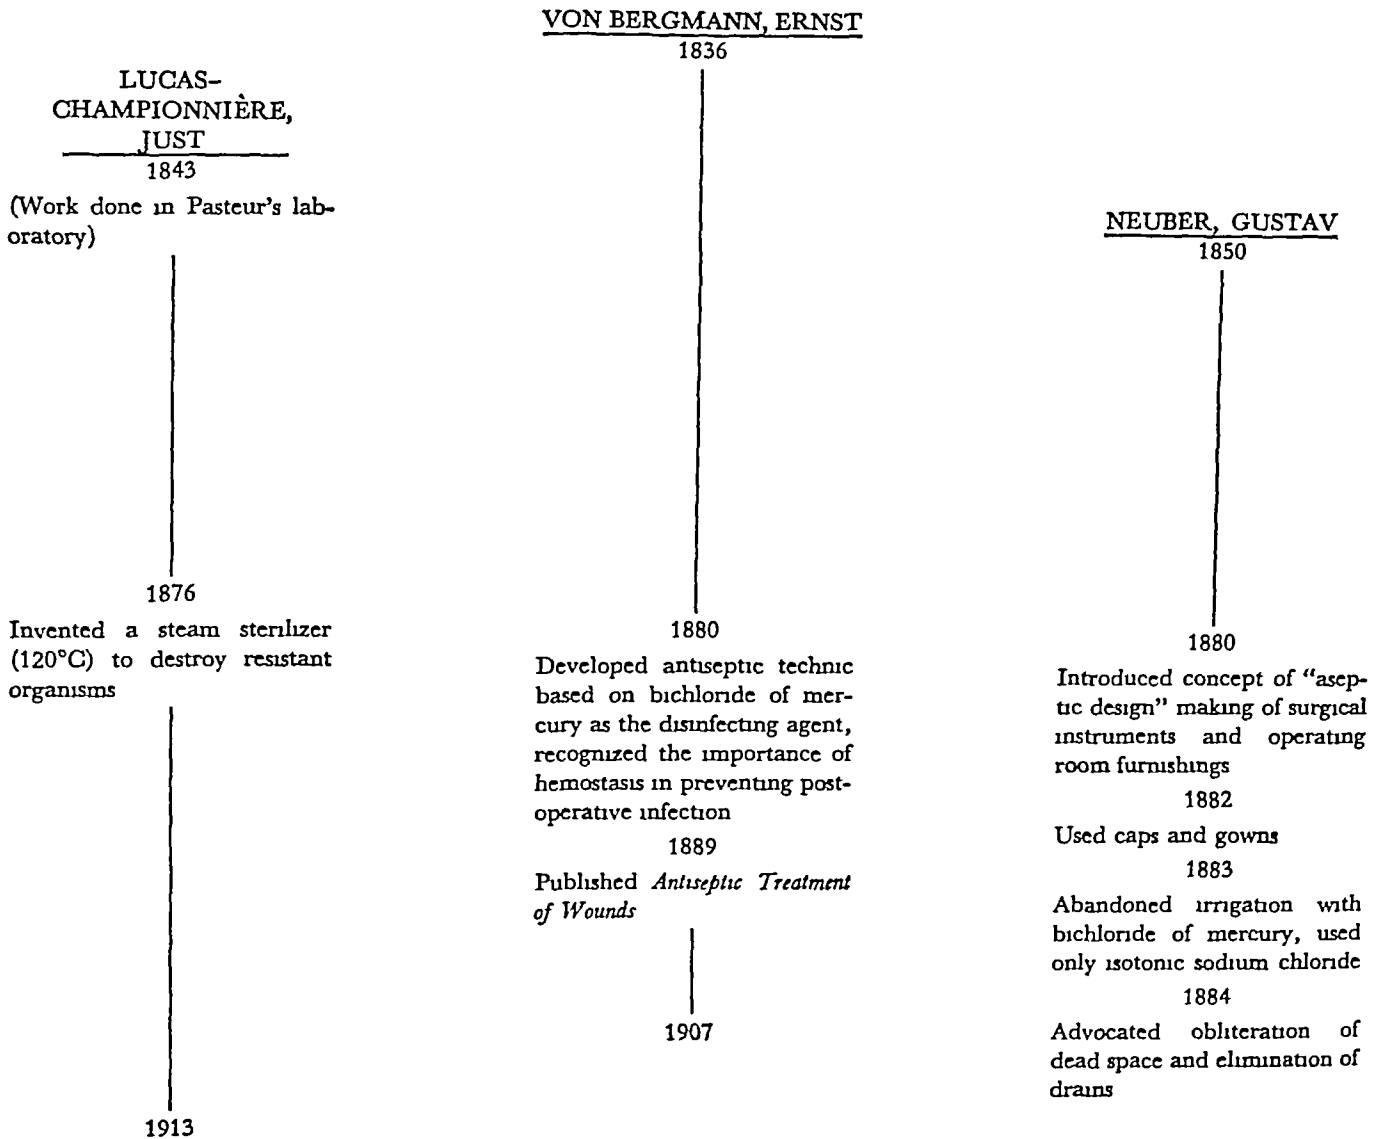 LUCAS-
CHAMPIONNIÈRE,
JUST
1843
(Work done in Pasteur's lab-
oratory)
1876
Invented a steam sterilizer
(120°C) to destroy resistant
organisms
1913
VON BERGMANN, ERNST
1836
1880
Developed antiseptic technic
based on bichloride of mer-
cury as the disinfecting agent,
recognized the importance of
hemostasis in preventing post-
operative infection
1889
Published Antiseptic Treatment
of Wounds
1907
NEUBER, GUSTAV
1850
1880
Introduced concept of "asep-
tic design" making of surgical
instruments and operating
room furnishings
1882
Used caps and gowns
1883
Abandoned irrigation with
bichloride of mercury, used
only isotonic sodium chloride
1884
Advocated obliteration of
dead space and elimination of
drains